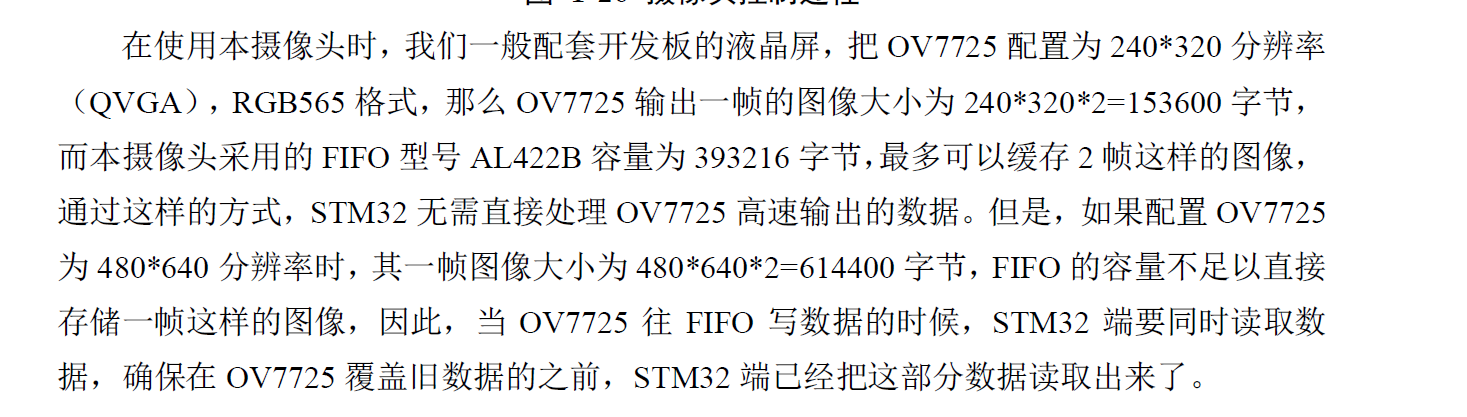 在使用本摄像头时，我们一般配套开发板的液晶屏，把 OV7725 配置为 240*320 分辨率
（QVGA），RGB565 格式，那么 OV7725 输出一帧的图像大小为 240*320*2=153600 字节，
而本摄像头采用的 FIFO 型号 AL422B 容量为 393216 字节，最多可以缓存 2 帧这样的图像，
通过这样的方式，STM32 无需直接处理 OV7725 高速输出的数据。但是，如果配置 OV7725
为 480*640 分辨率时，其一帧图像大小为 480*640*2=614400 字节，FIFO 的容量不足以直接
存储一帧这样的图像，因此，当 OV7725 往 FIFO 写数据的时候，STM32 端要同时读取数
据，确保在 OV7725 覆盖旧数据的之前，STM32 端已经把这部分数据读取出来了。